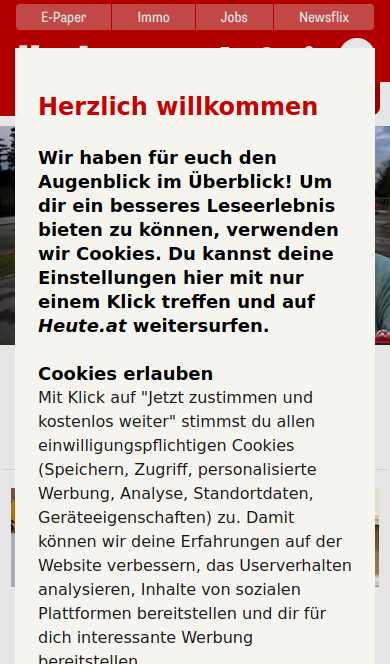 E-Paper Immo Jobs Newsflix
Herzlich willkommen
Wir haben für euch den
Augenblick im Überblick! Um
dir ein besseres Leseerlebnis
bieten zu können, verwenden
wir Cookies. Du kannst deine
Einstellungen hier mit nur
einem Klick treffen und auf
Heute.at weitersurfen.
Cookies erlauben
Mit Klick auf "Jetzt zustimmen und
kostenlos weiter" stimmst du allen
einwilligungspflichtigen Cookies
(Speichern, Zugriff, personalisierte
Werbung, Analyse, Standortdaten,
Geräteeigenschaften) zu. Damit
können wir deine Erfahrungen auf der
Website verbessern, das Userverhalten
analysieren, Inhalte von sozialen
Plattformen bereitstellen und dir für
dich interessante Werbung
bereitstellen